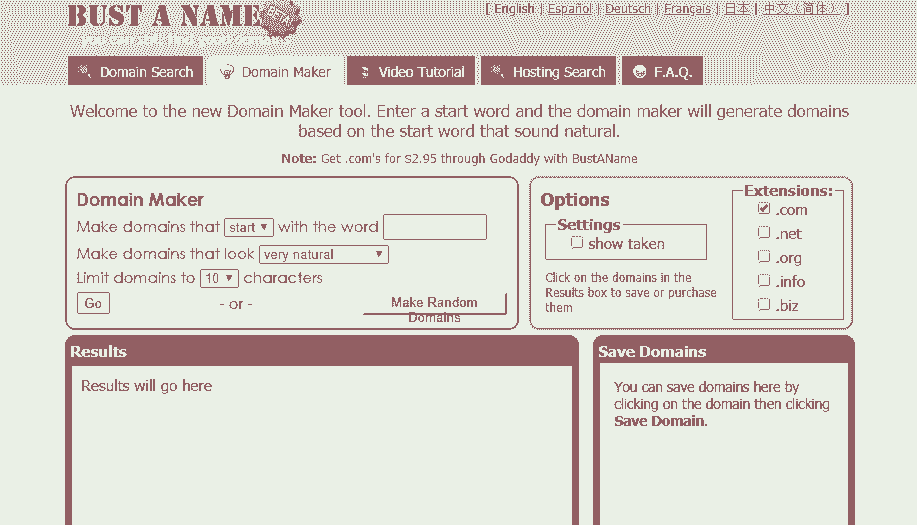 BUST A NAME
[ English | Español | Deutsch | Français | 日本 | 中文（简体） ]
Domain Search
Domain Maker
Video Tutorial
Hosting Search
F.A.Q.
Welcome to the new Domain Maker tool. Enter a start word and the domain maker will generate domains
based on the start word that sound natural.
Note: Get .com's for $2.95 through Godaddy with BustAName
Domain Maker
Make domains that start with the word
Make domains that look very natural
Limit domains to 10 characters
Go
- or -
Make Random
Domains
Options
Settings
show taken
Click on the domains in the
Results box to save or purchase
them
Extensions:
.com
.net
.org
.info
.biz
Results
Results will go here
Save Domains
You can save domains here by
clicking on the domain then clicking
Save Domain.